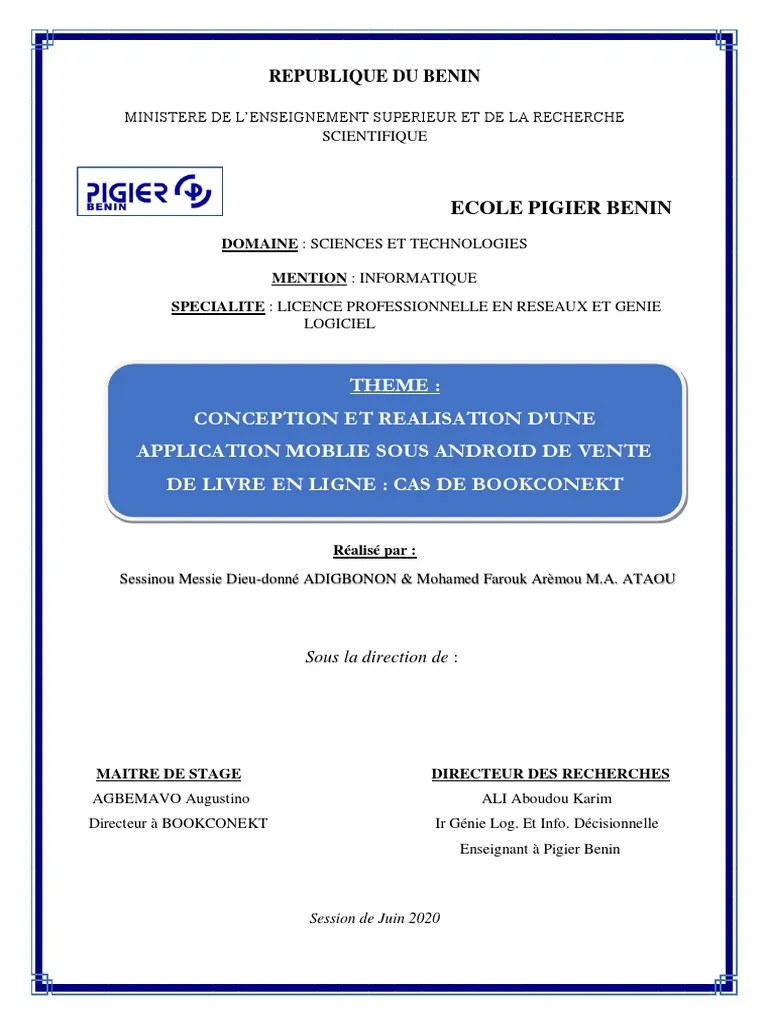 REPUBLIQUE DU BENIN
MINISTERE DE L’ENSEIGNEMENT SUPERIEUR ET DE LA RECHERCHE
SCIENTIFIQUE
PIGIER
BENIN
ECOLE PIGIER BENIN
DOMAINE : SCIENCES ET TECHNOLOGIES
MENTION : INFORMATIQUE
SPECIALITE : LICENCE PROFESSIONNELLE EN RESEAUX ET GENIE
LOGICIEL
THEME :
CONCEPTION ET REALISATION D’UNE
APPLICATION MOBLIE SOUS ANDROID DE VENTE
DE LIVRE EN LIGNE : CAS DE BOOKCONEKT
Réalisé par :
Sessinou Messie Dieu-donné ADIGBONON & Mohamed Farouk Arèmou M.A. ATAOU
Sous la direction de :
MAITRE DE STAGE
AGBEMAVO Augustino
Directeur à BOOKCONEKT
DIRECTEUR DES RECHERCHES
ALI Aboudou Karim
Ir Génie Log. Et Info. Décisionnelle
Enseignant à Pigier Benin
Session de Juin 2020